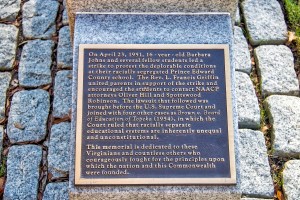 On April 23, 1951, 16-year-old Barbara
Johns and several fellow students led a
strike to protest the deplorable conditions
at their racially segregated Prince Edward
County school. The Rev. L. Francis Griffin
united parents in support of the strike and
encouraged the students to contact NAACP
attorneys Oliver Hill and Spottswood
Robinson. The lawsuit that followed was
brought before the U.S. Supreme Court and
joined with four other cases as Brown v. Board
of Education of Topeka (1954), in which the
Court ruled that racially separate
educational systems are inherently unequal
and unconstitutional.
This memorial is dedicated to these
Virginians and countless others who
courageously fought for the principles upon
which the nation and this Commonwealth
were founded.